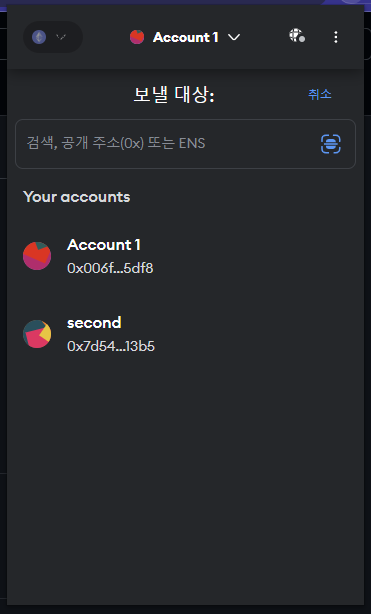 Account 1
보낼 대상:
취소
검색, 공개 주소(0x) 또는 ENS
Your accounts
Account 1
0x006f...5df8
second
0x7d54...13b5